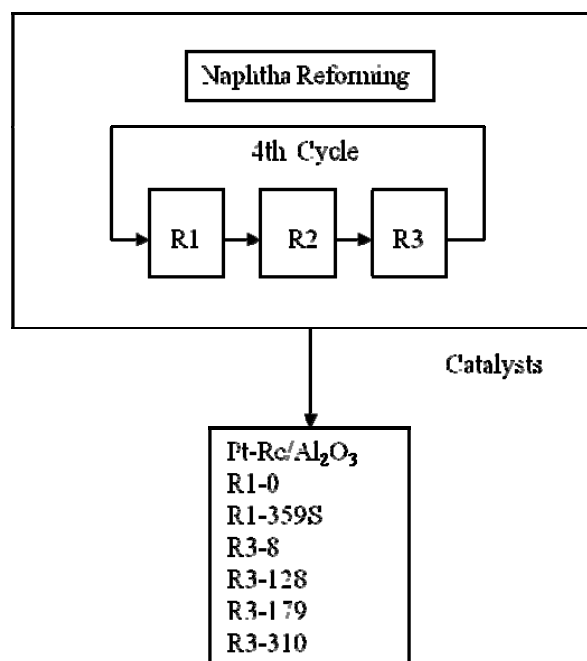 Naphtha Reforming
4th Cycle
R1 R2 R3
Catalysts
Pt-Re/Al₂O₃
R1-0
R1-359S
R3-8
R3-128
R3-179
R3-310